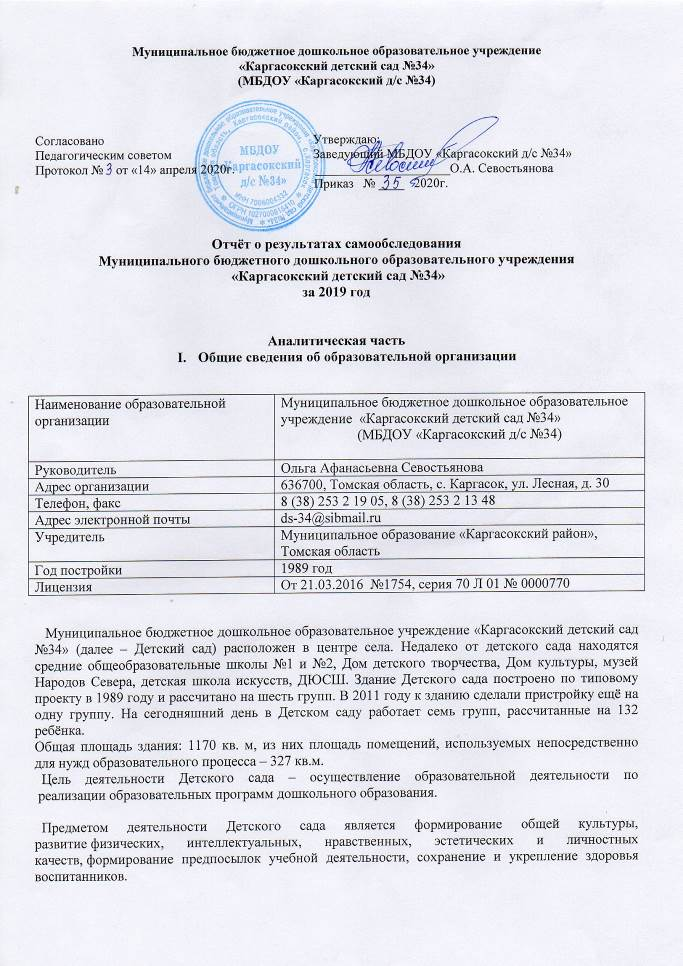 Муниципальное бюджетное дошкольное образовательное учреждение
«Каргасокский детский сад №34»
(МБДОУ «Каргасокский д/с №34)
Согласовано
Педагогическим советом
Протокол № 3 от «14» апреля 2020г.
Утверждаю:
Заведующий МБДОУ «Каргасокский д/с №34»
О.А. Севостьянова
Приказ № 35 2020г.
МБДОУ
Каргасокский
д/с №34»
Отчёт о результатах самообследования
Муниципального бюджетного дошкольного образовательного учреждения
«Каргасокский детский сад №34»
за 2019 год
Аналитическая часть
I. Общие сведения об образовательной организации
Наименование образовательной
организации
Муниципальное бюджетное дошкольное образовательное
учреждение «Каргасокский детский сад №34»
(МБДОУ «Каргасокский д/с №34)
Руководитель
Ольга Афанасьевна Севостьянова
Адрес организации
636700, Томская область, с. Каргасок, ул. Лесная, д. 30
Телефон, факс
8 (38) 253 2 19 05, 8 (38) 253 2 13 48
Адрес электронной почты
ds-34@sibmail.ru
Учредитель
Муниципальное образование «Каргасокский район»,
Томская область
Год постройки
1989 год
Лицензия
От 21.03.2016 №1754, серия 70 Л 01 № 0000770
Муниципальное бюджетное дошкольное образовательное учреждение «Каргасокский детский сад
№34» (далее – Детский сад) расположен в центре села. Недалеко от детского сада находятся
средние общеобразовательные школы №1 и №2, Дом детского творчества, Дом культуры, музей
Народов Севера, детская школа искусств, ДЮСШ. Здание Детского сада построено по типовому
проекту в 1989 году и рассчитано на шесть групп. В 2011 году к зданию сделали пристройку ещё на
одну группу. На сегодняшний день в Детском саду работает семь групп, рассчитанные на 132
ребёнка.
Общая площадь здания: 1170 кв. м, из них площадь помещений, используемых непосредственно
для нужд образовательного процесса – 327 кв.м.
Цель деятельности Детского сада – осуществление образовательной деятельности по
реализации образовательных программ дошкольного образования.
Предметом деятельности Детского сада является формирование общей культуры,
развитие физических, интеллектуальных, нравственных, эстетических и личностных
качеств, формирование предпосылок учебной деятельности, сохранение и укрепление здоровья
воспитанников.